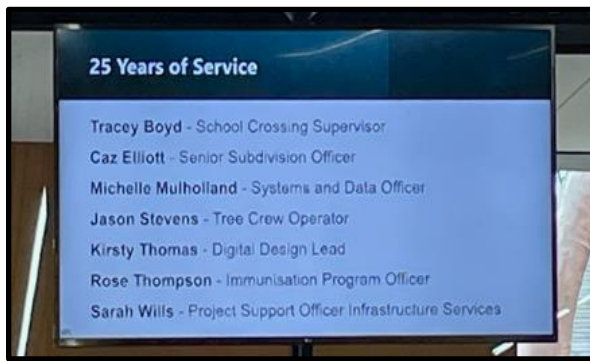 25 Years of Service
Tracey Boyd - School Crossing Supervisor
Caz Elliott - Senior Subdivision Officer
Michelle Mulholland - Systems and Data Officer
Jason Stevens - Tree Crew Operator
Kirsty Thomas - Digital Design Lead
Rose Thompson - Immunisation Program Officer
Sarah Wills - Project Support Officer Infrastructure Services